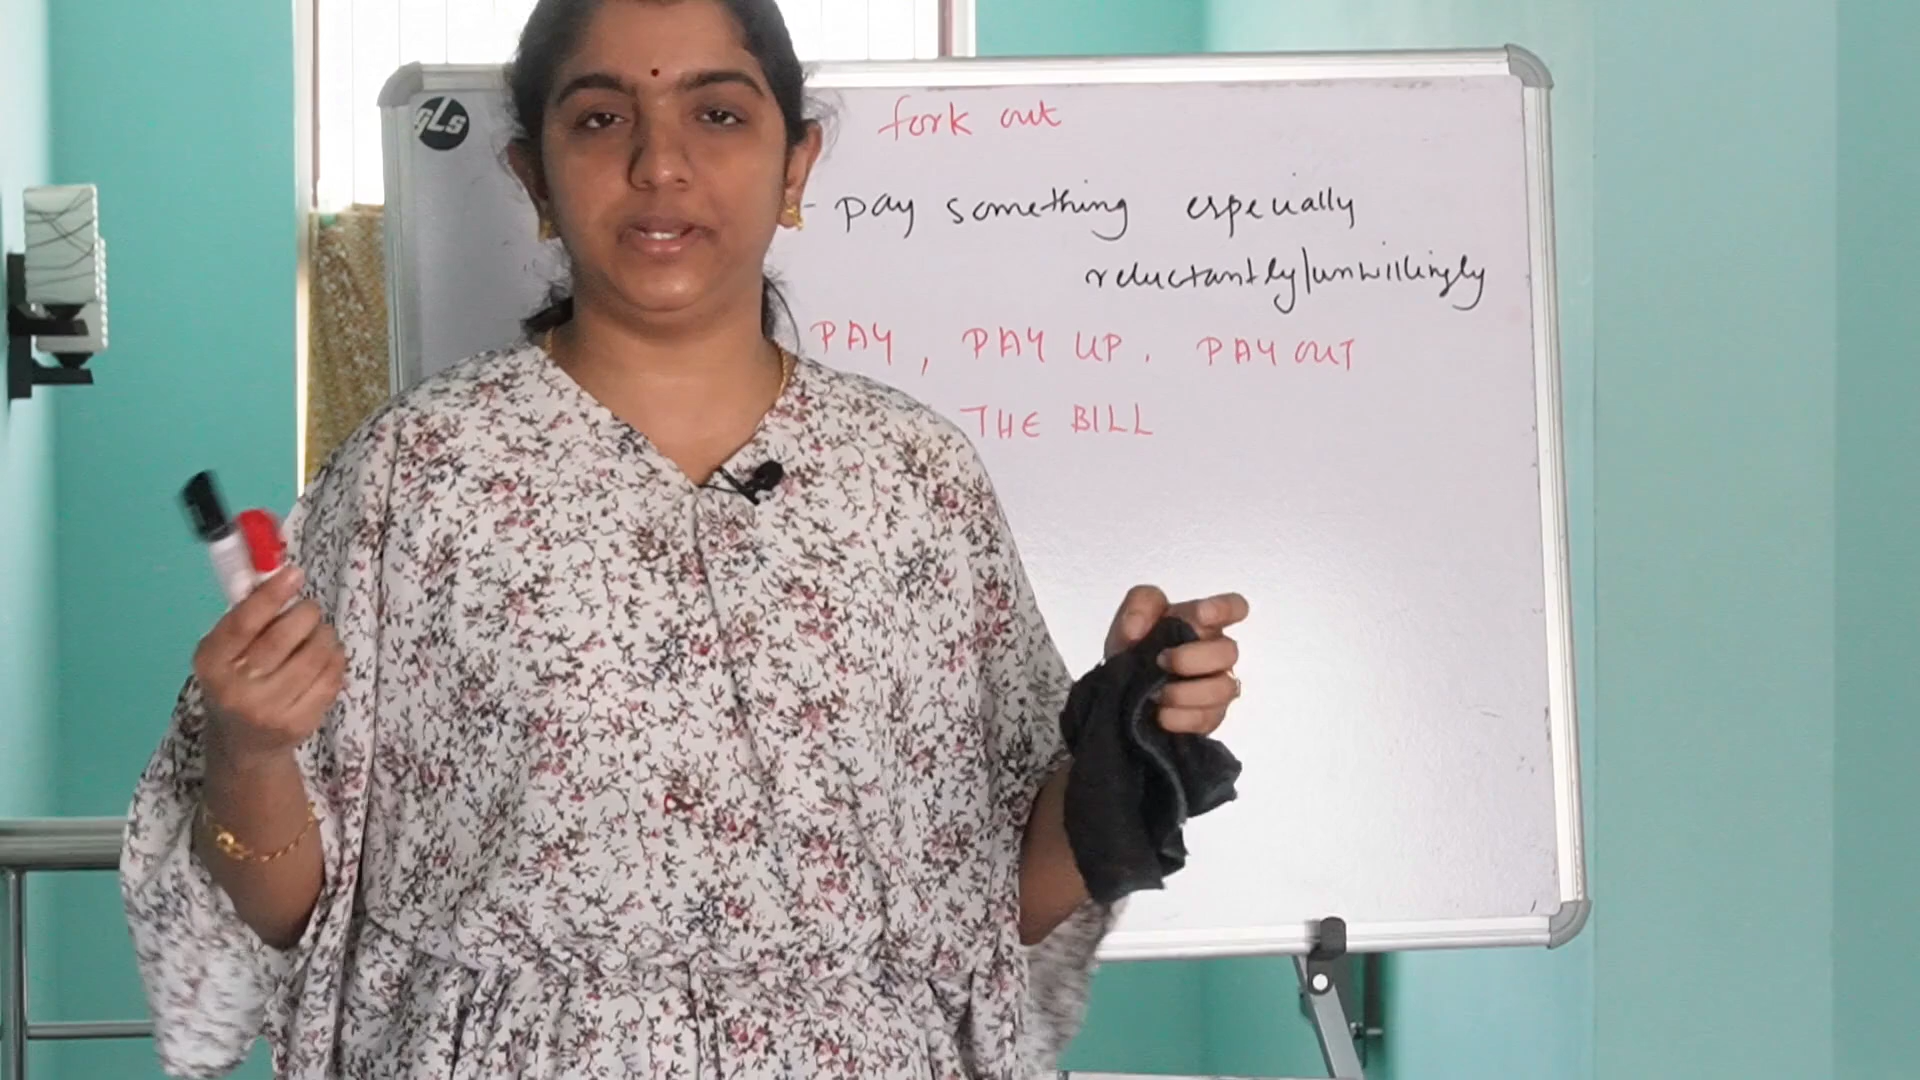 GLS
fork out
- pay something especially
reluctantly/unwillingly
PAY, PAY UP, PAY OUT
THE BILL